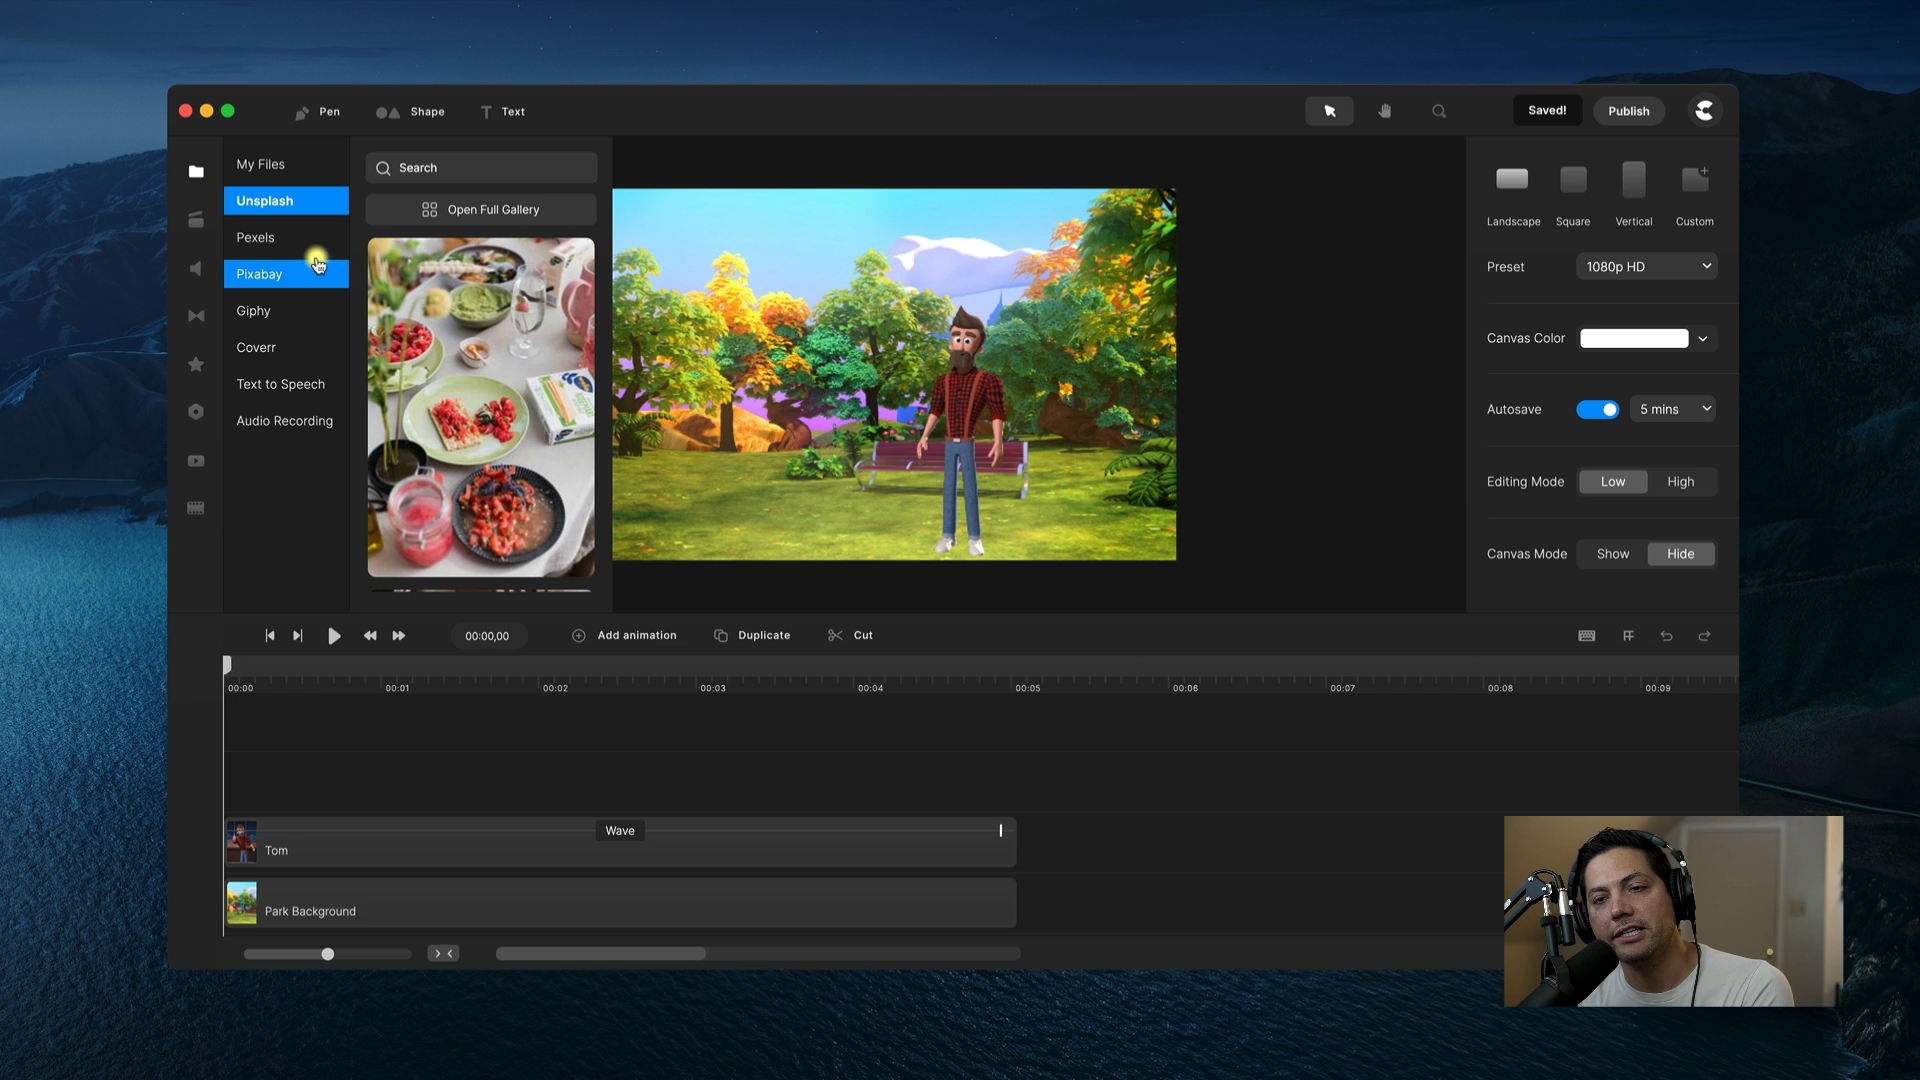 Pen
Shape
Text
Saved!
Publish
My Files
Unsplash
Pexels
Pixabay
Giphy
Coverr
Text to Speech
Audio Recording
Search
Open Full Gallery
Landscape
Square
Vertical
Custom
Preset
1080p HD
Canvas Color
Autosave
5 mins
Editing Mode
Low
High
Canvas Mode
Show
Hide
00:00,00
Add animation
Duplicate
Cut
00:00
00:01
00:02
00:03
00:04
00:05
00:06
00:07
00:08
00:09
Wave
Tom
Park Background